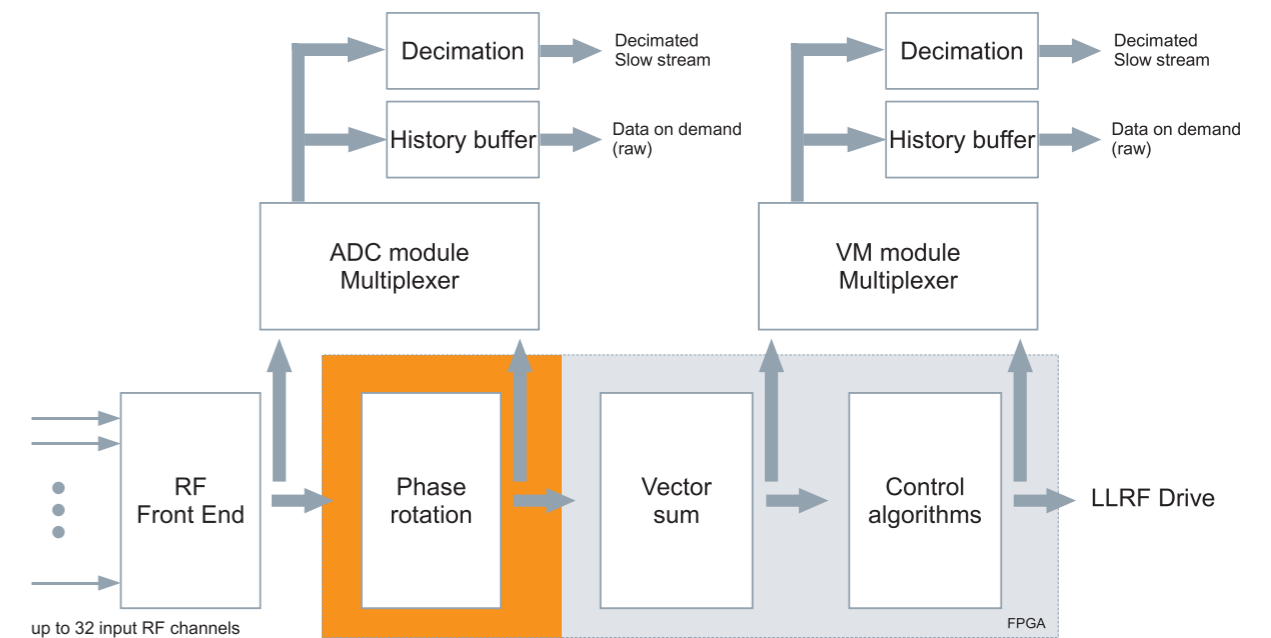 Decimation
Decimated
Slow stream
History buffer
Data on demand
(raw)
Decimation
Decimated
Slow stream
History buffer
Data on demand
(raw)
ADC module
Multiplexer
VM module
Multiplexer
RF
Front End
Phase
rotation
Vector
sum
Control
algorithms
LLRF Drive
FPGA
up to 32 input RF channels